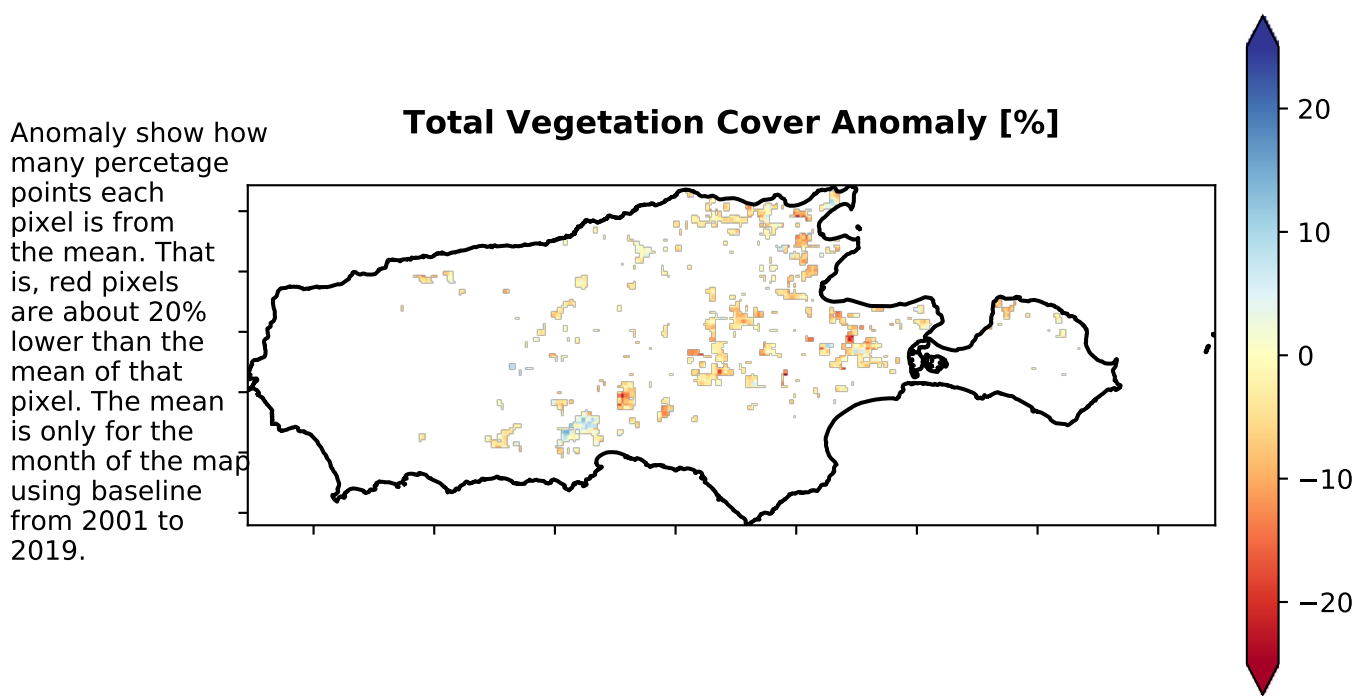 Total Vegetation Cover Anomaly [%]
Anomaly show how
many percetage
points each
pixel is from
the mean. That
is, red pixels
are about 20%
lower than the
mean of that
pixel. The mean
is only for the
month of the map
using baseline
from 2001 to
2019.
20
10
0
−10
−20